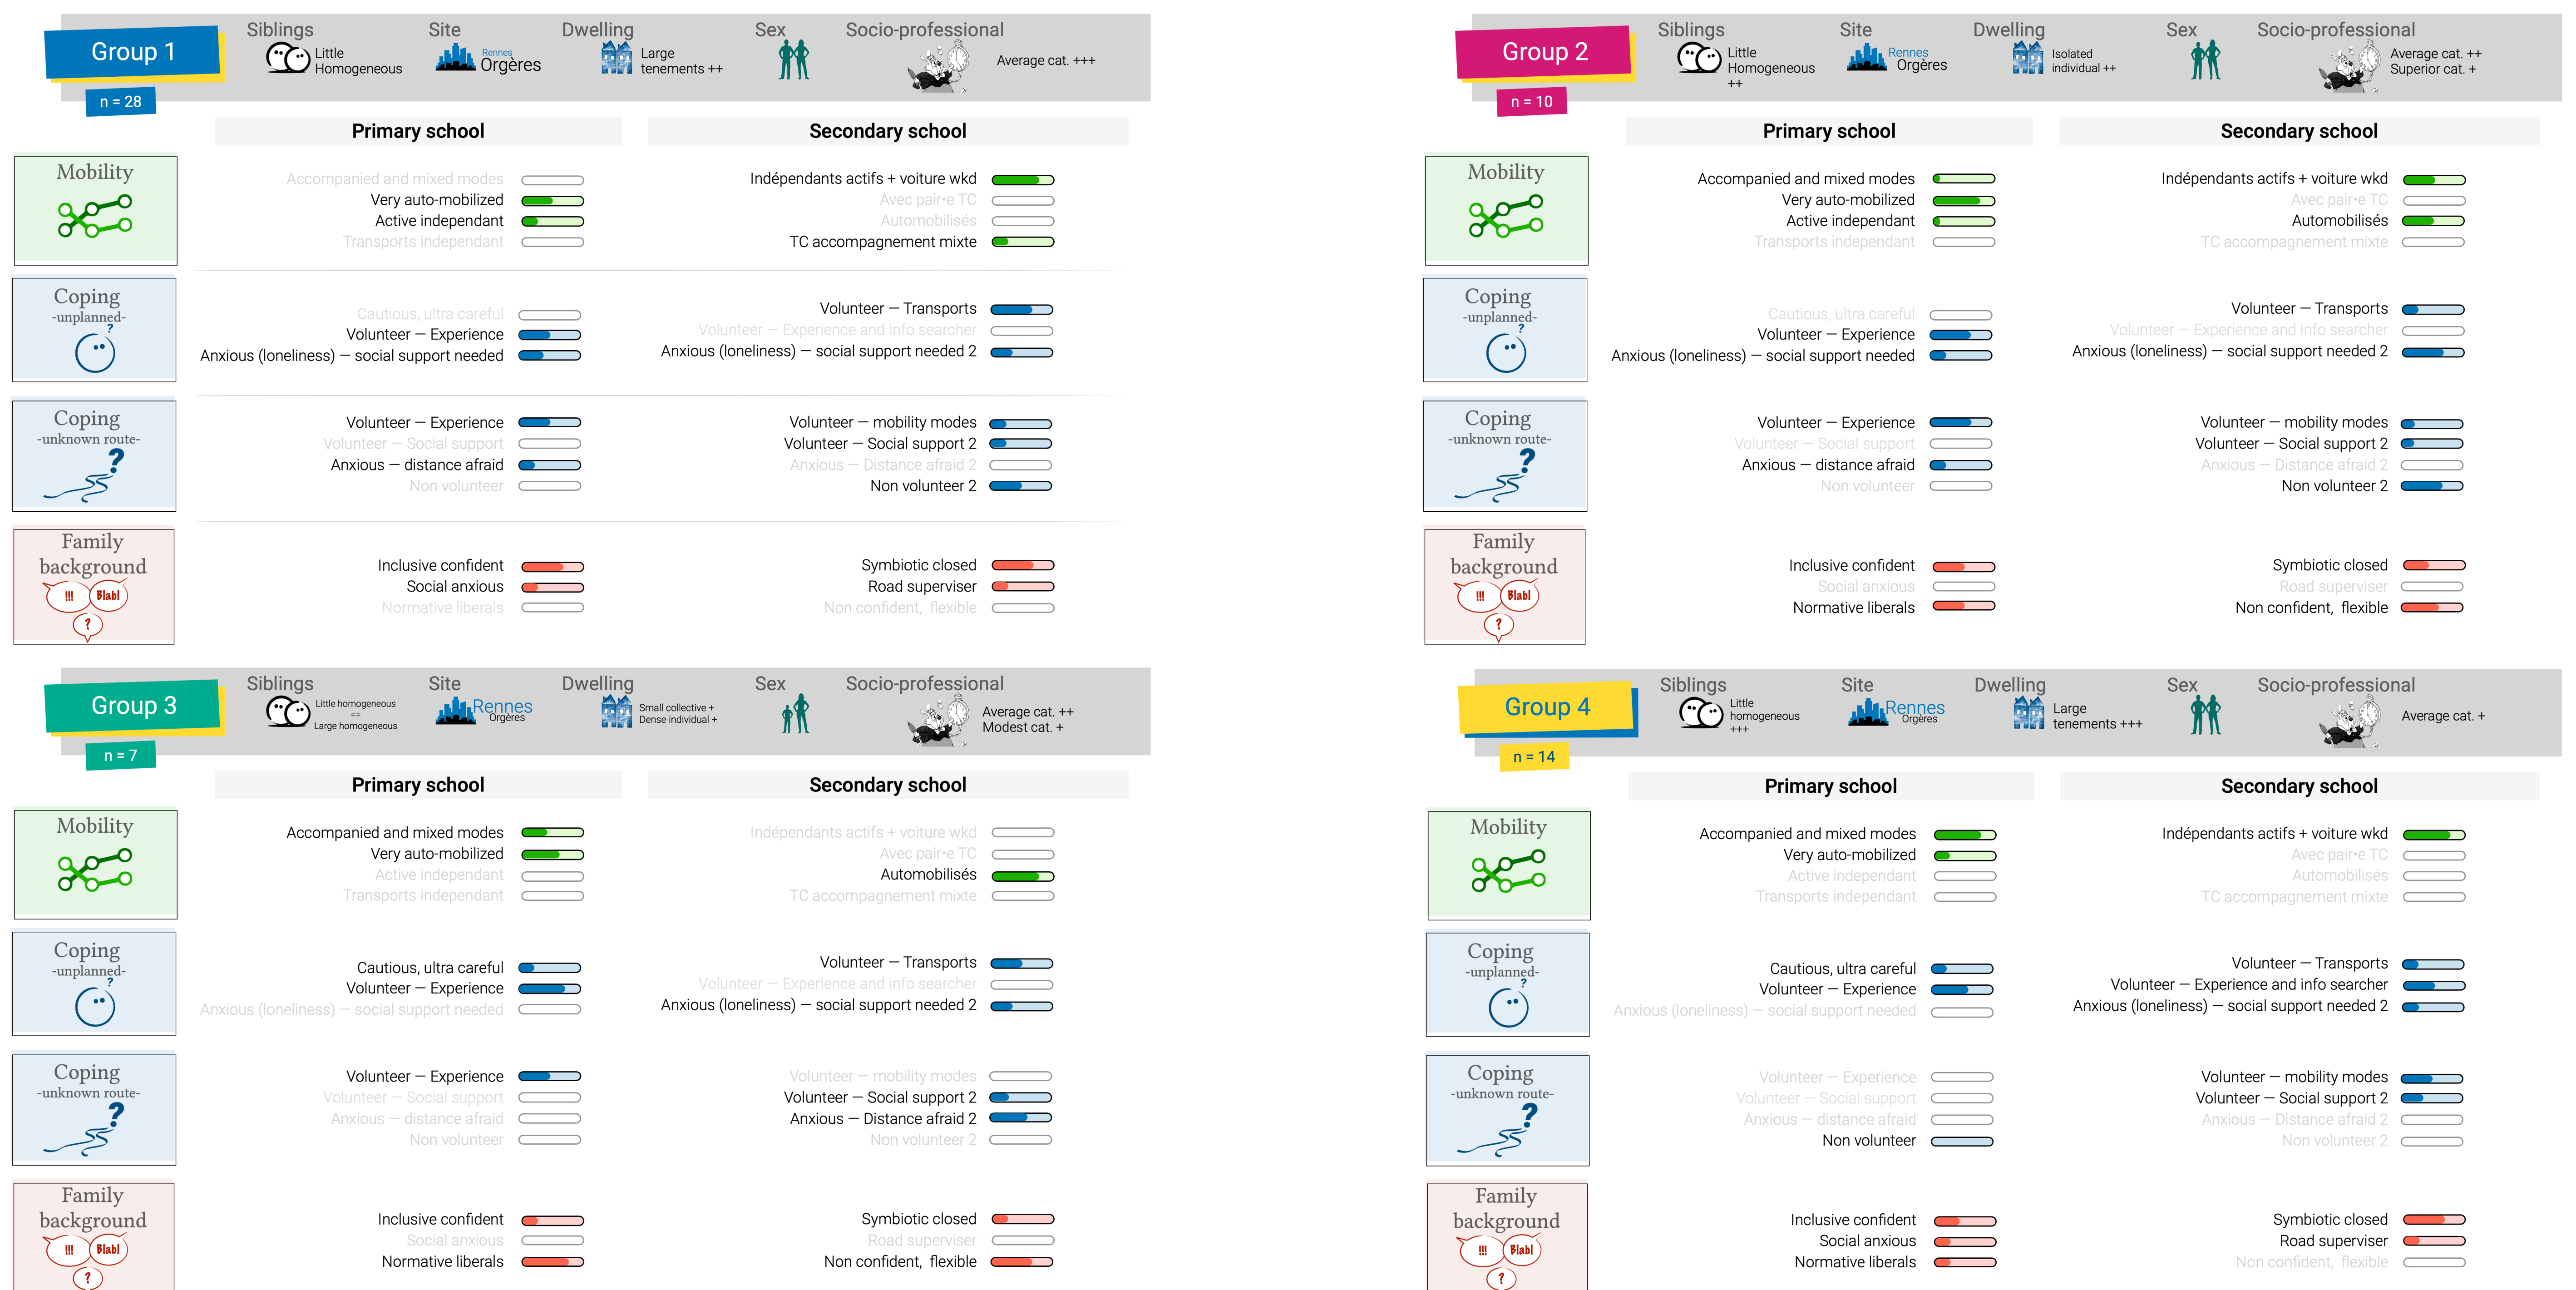 Group 1
n = 28
Siblings
Little
Homogeneous
Site
Rennes
Orgères
Dwelling
Large
tenements ++
Sex
Socio-professional
Average cat. +++
Primary school
Secondary school
Mobility
Accompanied and mixed modes
Very auto-mobilized
Active independant
Transports independant
Indépendants actifs + voiture wkd
Avec pair•e TC
Automobilisés
TC accompagnement mixte
Coping
-unplanned-
?
Cautious, ultra careful
Volunteer — Experience
Anxious (loneliness) — social support needed
Volunteer — Transports
Volunteer — Experience and info searcher
Anxious (loneliness) — social support needed 2
Coping
-unknown route-
?
Volunteer — Experience
Volunteer — Social support
Anxious — distance afraid
Non volunteer
Volunteer — mobility modes
Volunteer — Social support 2
Anxious — Distance afraid 2
Non volunteer 2
Family
background
!!!
Blabl
?
Inclusive confident
Social anxious
Normative liberals
Symbiotic closed
Road superviser
Non confident, flexible
Group 2
n = 10
Siblings
Little
Homogeneous
++
Site
Rennes
Orgères
Dwelling
Isolated
individual ++
Sex
Socio-professional
Average cat. ++
Superior cat. +
Primary school
Secondary school
Mobility
Accompanied and mixed modes
Very auto-mobilized
Active independant
Transports independant
Indépendants actifs + voiture wkd
Avec pair•e TC
Automobilisés
TC accompagnement mixte
Coping
-unplanned-
?
Cautious, ultra careful
Volunteer — Experience
Anxious (loneliness) — social support needed
Volunteer — Transports
Volunteer — Experience and info searcher
Anxious (loneliness) — social support needed 2
Coping
-unknown route-
?
Volunteer — Experience
Volunteer — Social support
Anxious — distance afraid
Non volunteer
Volunteer — mobility modes
Volunteer — Social support 2
Anxious — Distance afraid 2
Non volunteer 2
Family
background
!!!
Blabl
?
Inclusive confident
Social anxious
Normative liberals
Symbiotic closed
Road superviser
Non confident, flexible
Group 3
n = 7
Siblings
Little homogeneous
==
Large homogeneous
Site
Rennes
Orgères
Dwelling
Small collective +
Dense individual +
Sex
Socio-professional
Average cat. ++
Modest cat. +
Primary school
Secondary school
Mobility
Accompanied and mixed modes
Very auto-mobilized
Active independant
Transports independant
Indépendants actifs + voiture wkd
Avec pair•e TC
Automobilisés
TC accompagnement mixte
Coping
-unplanned-
?
Cautious, ultra careful
Volunteer — Experience
Anxious (loneliness) — social support needed
Volunteer — Transports
Volunteer — Experience and info searcher
Anxious (loneliness) — social support needed 2
Coping
-unknown route-
?
Volunteer — Experience
Volunteer — Social support
Anxious — distance afraid
Non volunteer
Volunteer — mobility modes
Volunteer — Social support 2
Anxious — Distance afraid 2
Non volunteer 2
Family
background
!!!
Blabl
?
Inclusive confident
Social anxious
Normative liberals
Symbiotic closed
Road superviser
Non confident, flexible
Group 4
n = 14
Siblings
Little
homogeneous
+++
Site
Rennes
Orgères
Dwelling
Large
tenements +++
Sex
Socio-professional
Average cat. +
Primary school
Secondary school
Mobility
Accompanied and mixed modes
Very auto-mobilized
Active independant
Transports independant
Indépendants actifs + voiture wkd
Avec pair•e TC
Automobilisés
TC accompagnement mixte
Coping
-unplanned-
?
Cautious, ultra careful
Volunteer — Experience
Anxious (loneliness) — social support needed
Volunteer — Transports
Volunteer — Experience and info searcher
Anxious (loneliness) — social support needed 2
Coping
-unknown route-
?
Volunteer — Experience
Volunteer — Social support
Anxious — distance afraid
Non volunteer
Volunteer — mobility modes
Volunteer — Social support 2
Anxious — Distance afraid 2
Non volunteer 2
Family
background
!!!
Blabl
?
Inclusive confident
Social anxious
Normative liberals
Symbiotic closed
Road superviser
Non confident, flexible